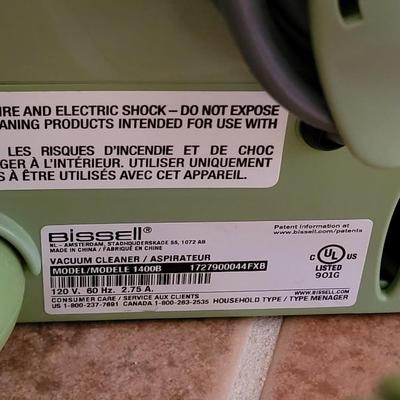 IRE AND ELECTRIC SHOCK – DO NOT EXPOSE
ANING PRODUCTS INTENDED FOR USE WITH
LES RISQUES D'INCENDIE ET DE CHOC
GER À L'INTÉRIEUR. UTILISER UNIQUEMENT
S À ÊTRE UTILISÉS AVEC CET APPAREIL.
BISSELL
NL – AMSTERDAM, STADHOUDERSKADE 55, 1072 AB
MADE IN CHINA / FABRIQUÉ EN CHINE
Patent information at
www.bissell.com/patents
VACUUM CLEANER / ASPIRATEUR
MODEL/MODELE 1400B 1727900044FXB
C UL US
LISTED
901G
120 V. 60 Hz. 2.75 A.
WWW.BISSELL.COM
CONSUMER CARE / SERVICE AUX CLIENTS
US 1-800-237-7691 CANADA 1-800-263-2535 HOUSEHOLD TYPE / TYPE MENAGER